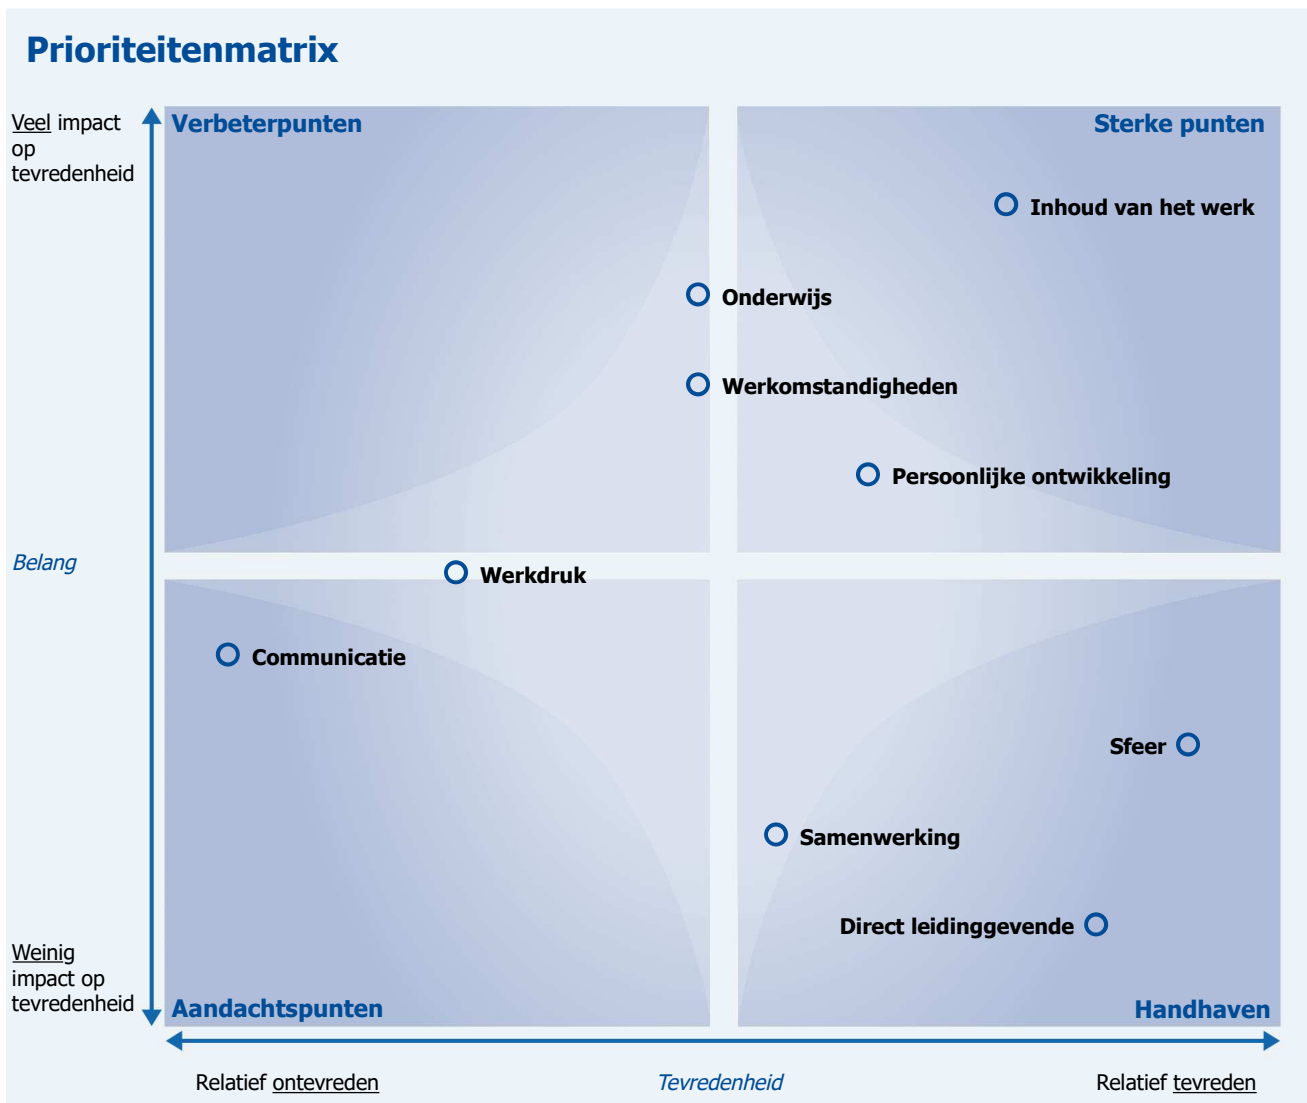 Prioriteitenmatrix
Veel impact
op
tevredenheid
Verbeterpunten
Sterke punten
Inhoud van het werk
Onderwijs
Werkomstandigheden
Persoonlijke ontwikkeling
Belang
Werkdruk
Communicatie
Sfeer
Samenwerking
Direct leidinggevende
Weinig
impact op
tevredenheid
Aandachtspunten
Handhaven
Relatief ontevreden
Tevredenheid
Relatief tevreden